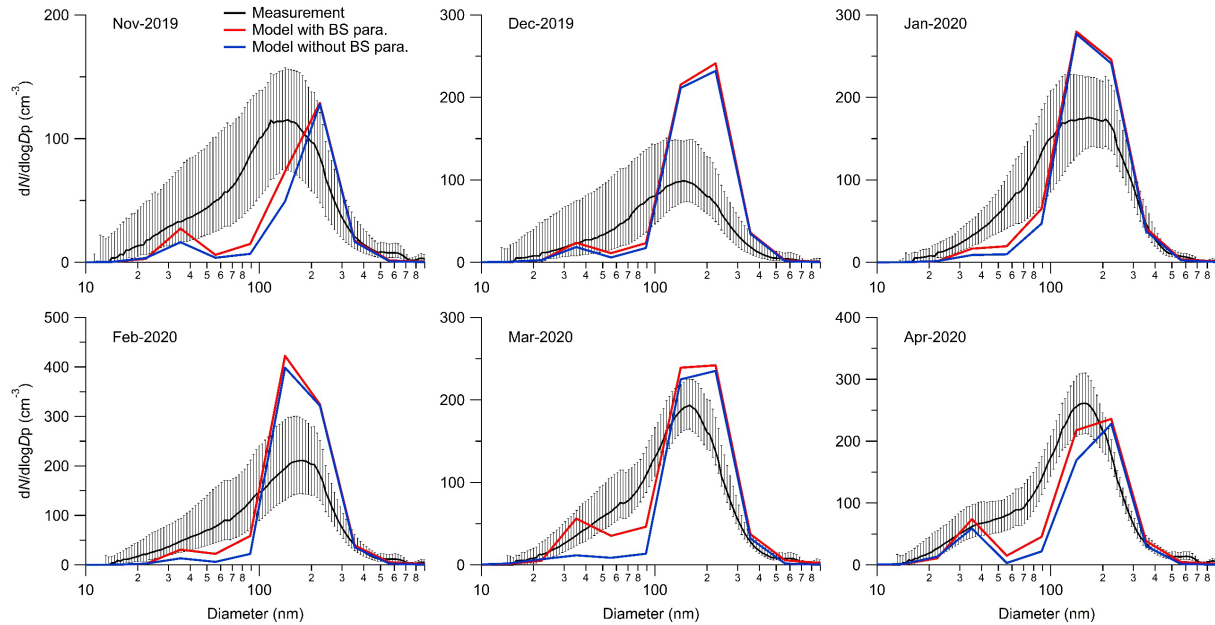 Nov-2019
Measurement
Model with BS para.
Model without BS para.
dN/dlogDp (cm⁻³)
200
150
100
50
0
10
3 4 5 6 7 8
100
2 3 4 5 6 7 8
Dec-2019
300
200
100
0
10
2 3 4 5 6 7 8
100
2 3 4 5 6 7 8
Jan-2020
300
200
100
0
10
2 3 4 5 6 7 8
100
2 3 4 5 6 7 8
Feb-2020
dN/dlogDp (cm⁻³)
500
400
300
200
100
0
10
2 3 4 5 6 7 8
100
2 3 4 5 6 7 8
Diameter (nm)
Mar-2020
300
200
100
0
10
2 3 4 5 6 7 8
100
2 3 4 5 6 7 8
Diameter (nm)
Apr-2020
400
300
200
100
0
10
2 3 4 5 6 7 8
100
2 3 4 5 6 7 8
Diameter (nm)